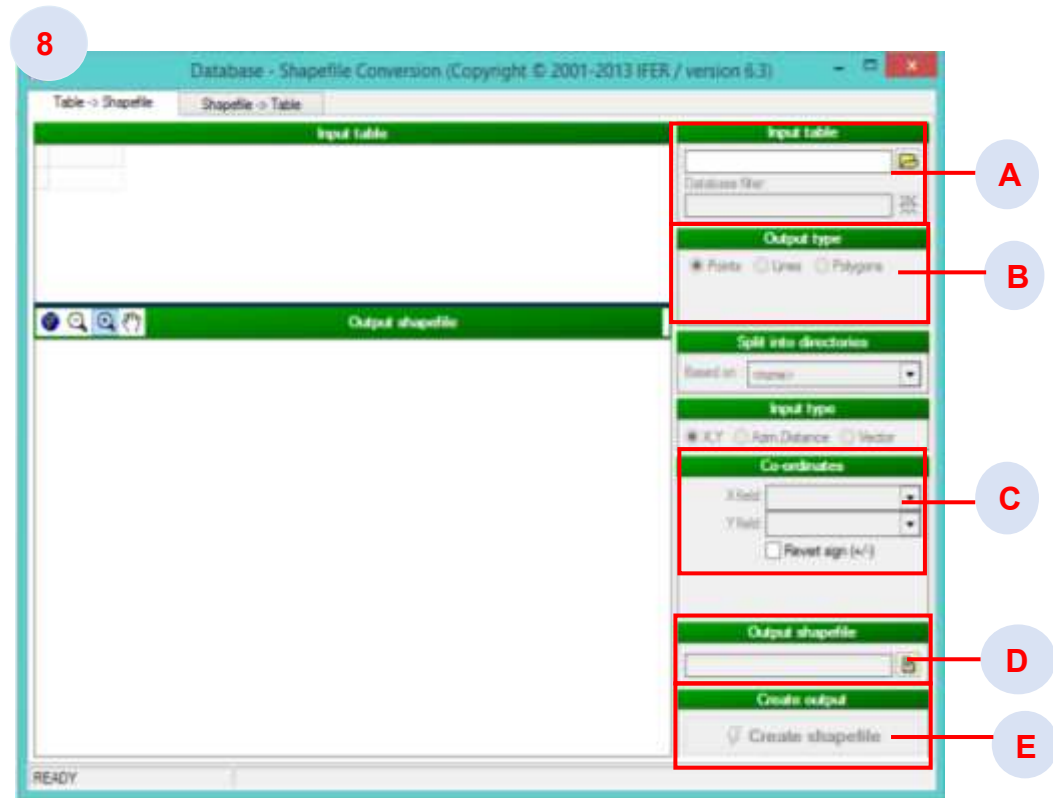 8
Database - Shapefile Conversion (Copyright © 2001-2013 IFER / version 6.3)
Table -> Shapefile Shapefile -> Table
Input table
Input table
A
Database filter
Output type
Points Lines Polygons
B
Output shapefile
Split into directories
Based on <none>
Input type
X,Y Azm.Distance Vector
Co-ordinates
X field
C
Y field
Revert sign (+/-)
Output shapefile
D
Create output
Create shapefile
E
READY